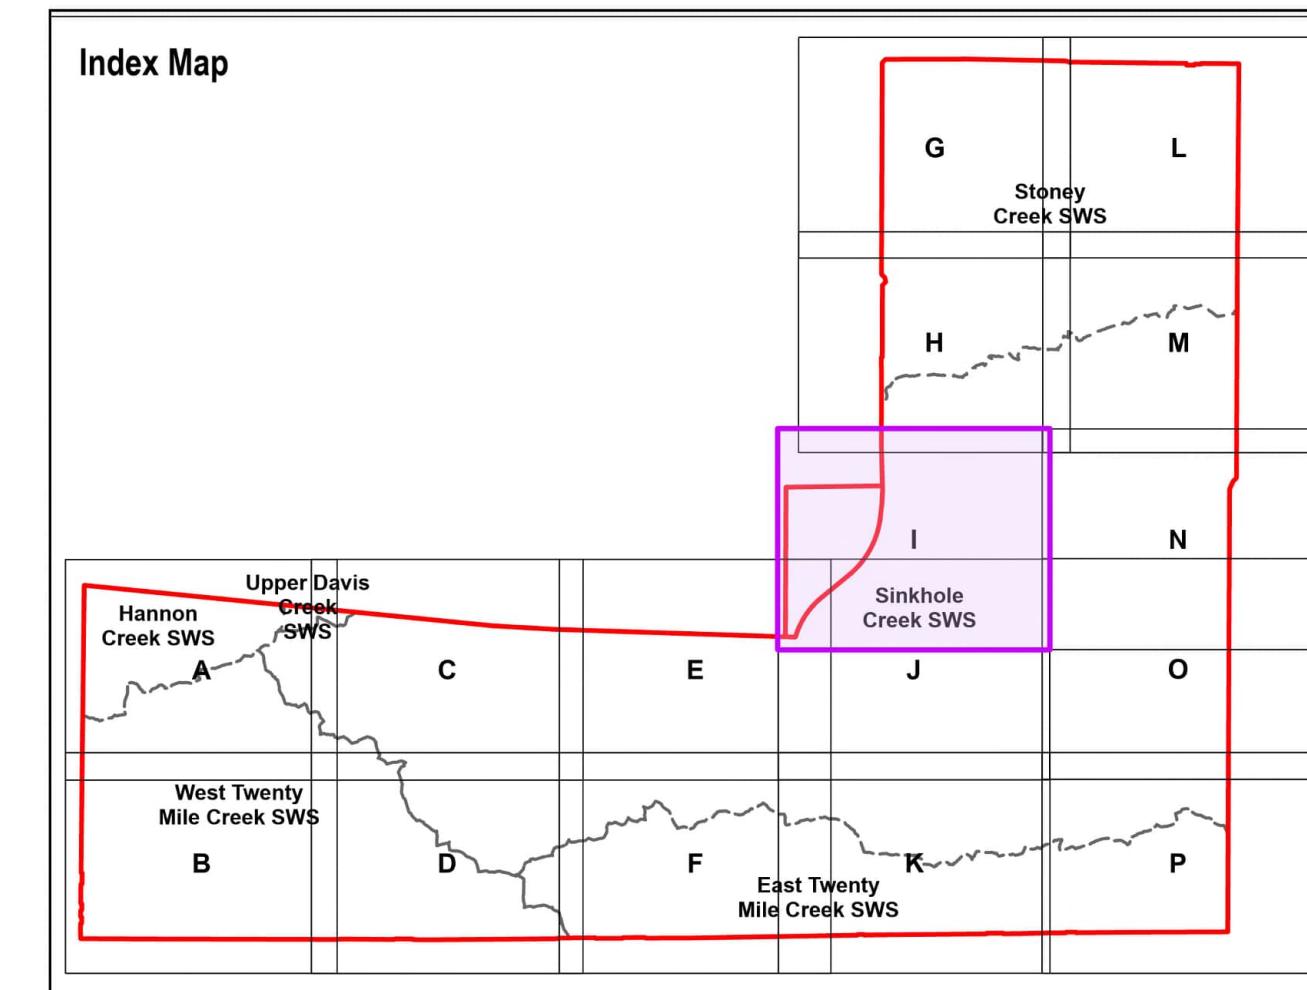 Index Map
G
L
Stoney
Creek SWS
H
M
I
N
Sinkhole
Creek SWS
Upper Davis
Creek
SWS
Hannon
Creek SWS
A
C
E
J
O
West Twenty
Mile Creek SWS
B
D
F
K
P
East Twenty
Mile Creek SWS